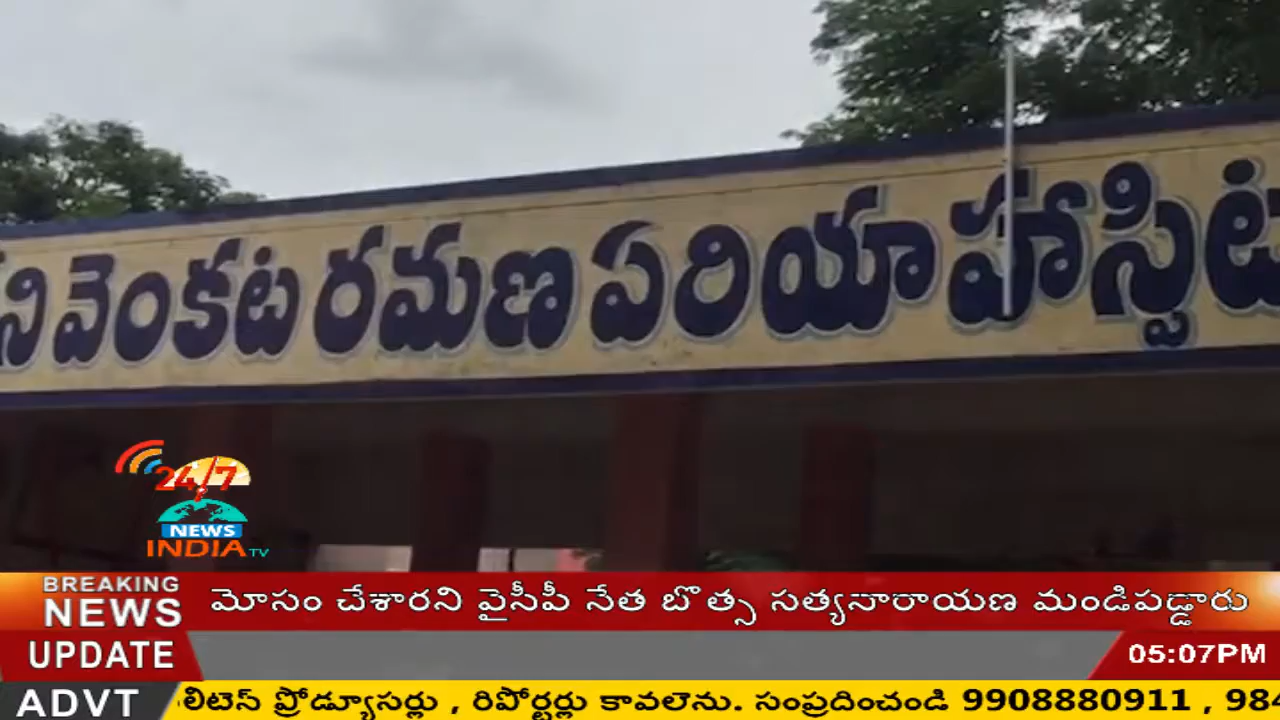 ని వెంకట రమణ ఏరియా హాస్పిట
24/7
NEWS
INDIA TV
BREAKING
NEWS
మోసం చేశారని వైసీపీ నేత బొత్స సత్యనారాయణ మండిపడ్డారు
UPDATE
05:07PM
ADVT
లిటెస్ ప్రోడ్యూసర్లు , రిపోర్టర్లు కావలెను. సంప్రదించండి 9908880911 , 984